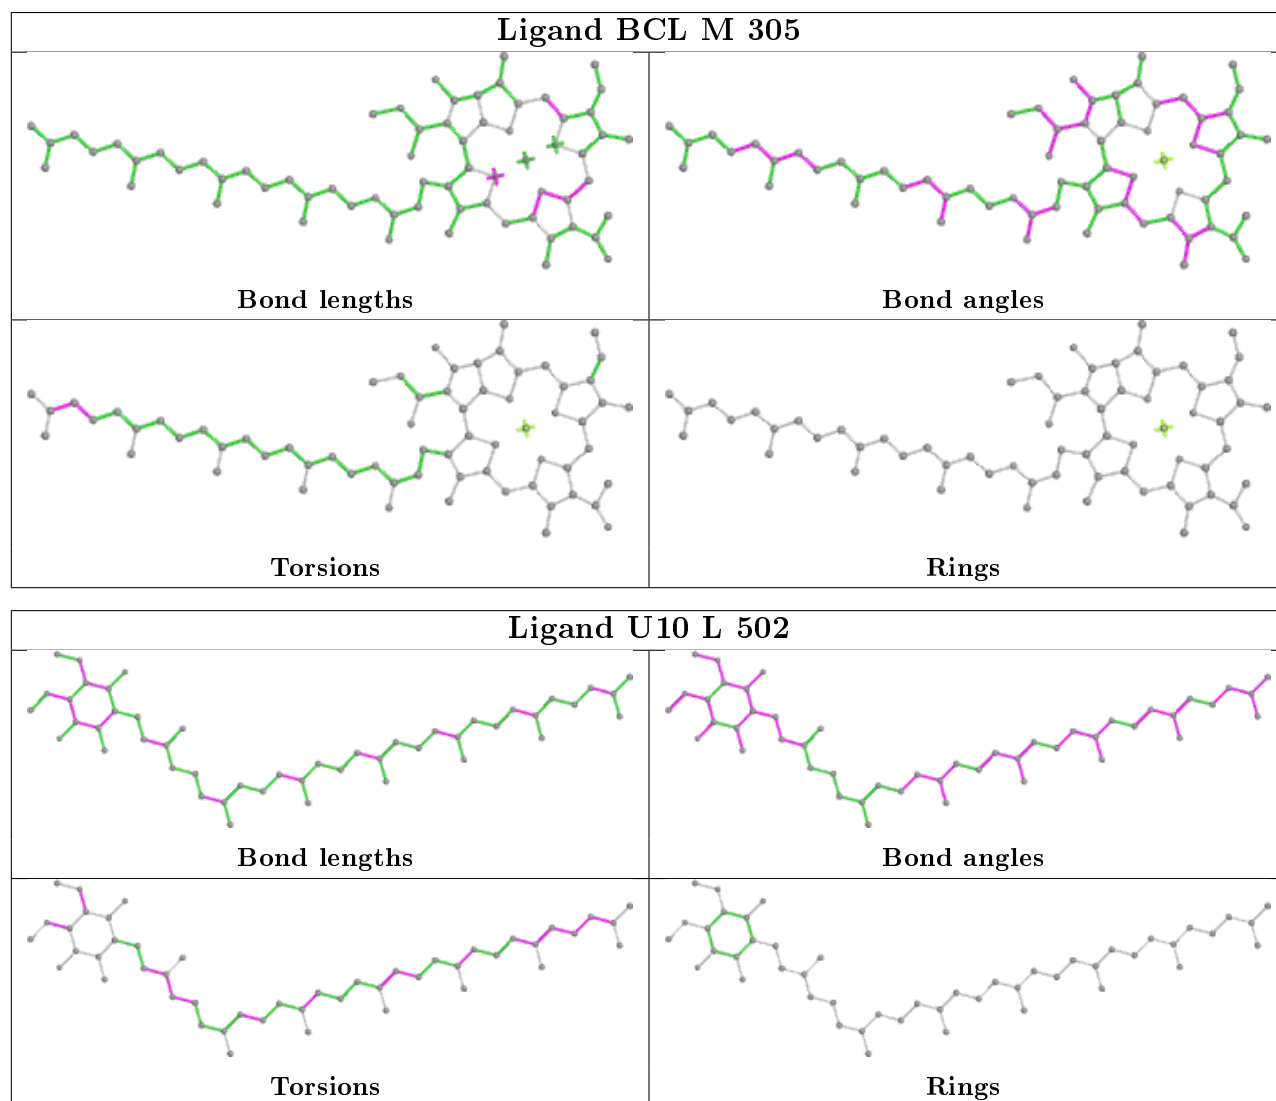 Ligand BCL M 305
Bond lengths
Bond angles
Torsions
Rings
Ligand U10 L 502
Bond lengths
Bond angles
Torsions
Rings